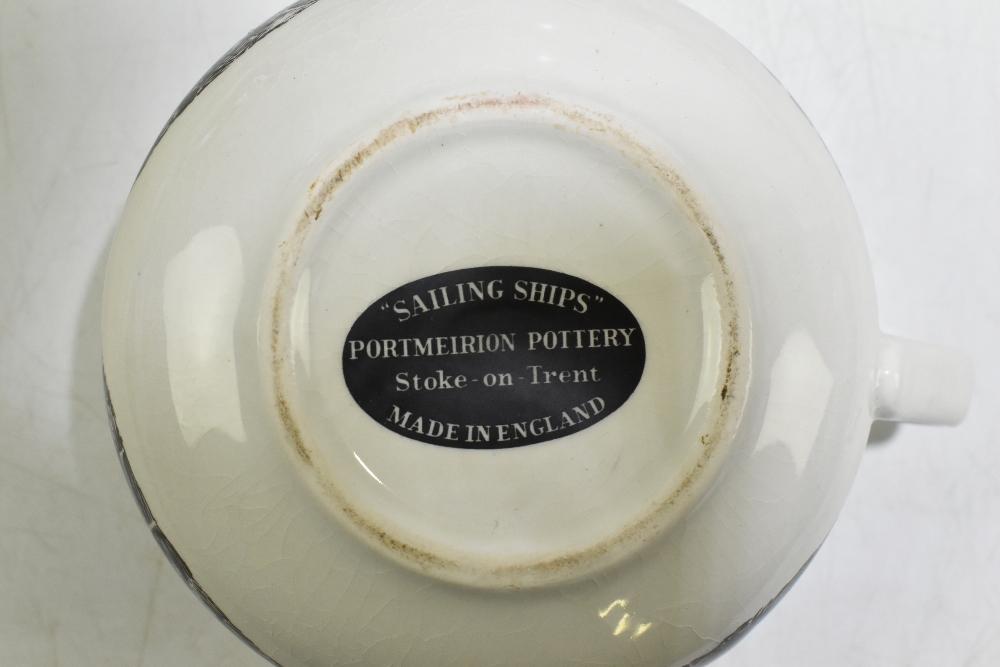 "SAILING SHIPS"
PORTMEIRION POTTERY
Stoke-on-Trent
MADE IN ENGLAND